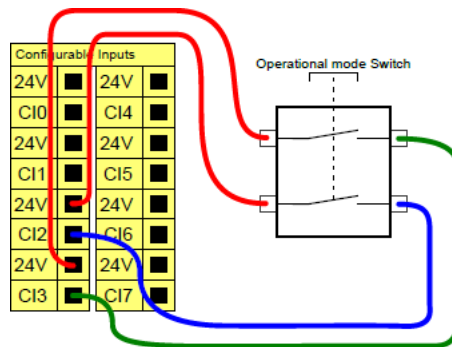 Configurable Inputs
Operational mode Switch
24V 24V
CI0 CI4
24V 24V
CI1 CI5
24V 24V
CI2 CI6
24V 24V
CI3 CI7